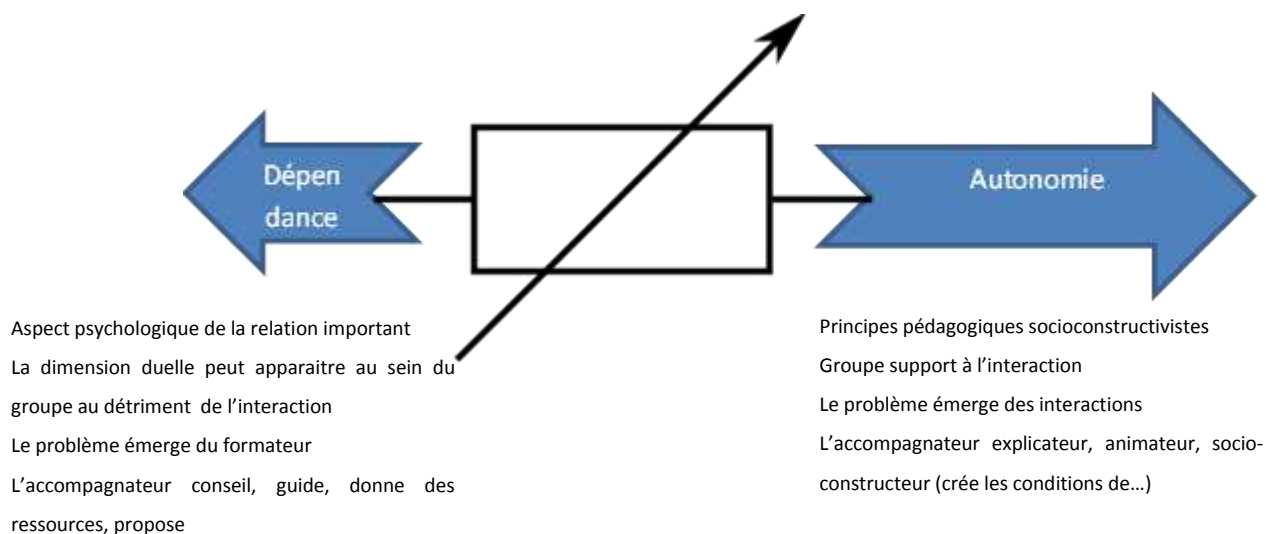 Dépen
dance
Autonomie
Aspect psychologique de la relation important
La dimension duelle peut apparaitre au sein du
groupe au détriment de l’interaction
Le problème émerge du formateur
L’accompagnateur conseil, guide, donne des
ressources, propose
Principes pédagogiques socioconstructivistes
Groupe support à l’interaction
Le problème émerge des interactions
L’accompagnateur explicateur, animateur, socio-
constructeur (crée les conditions de…)